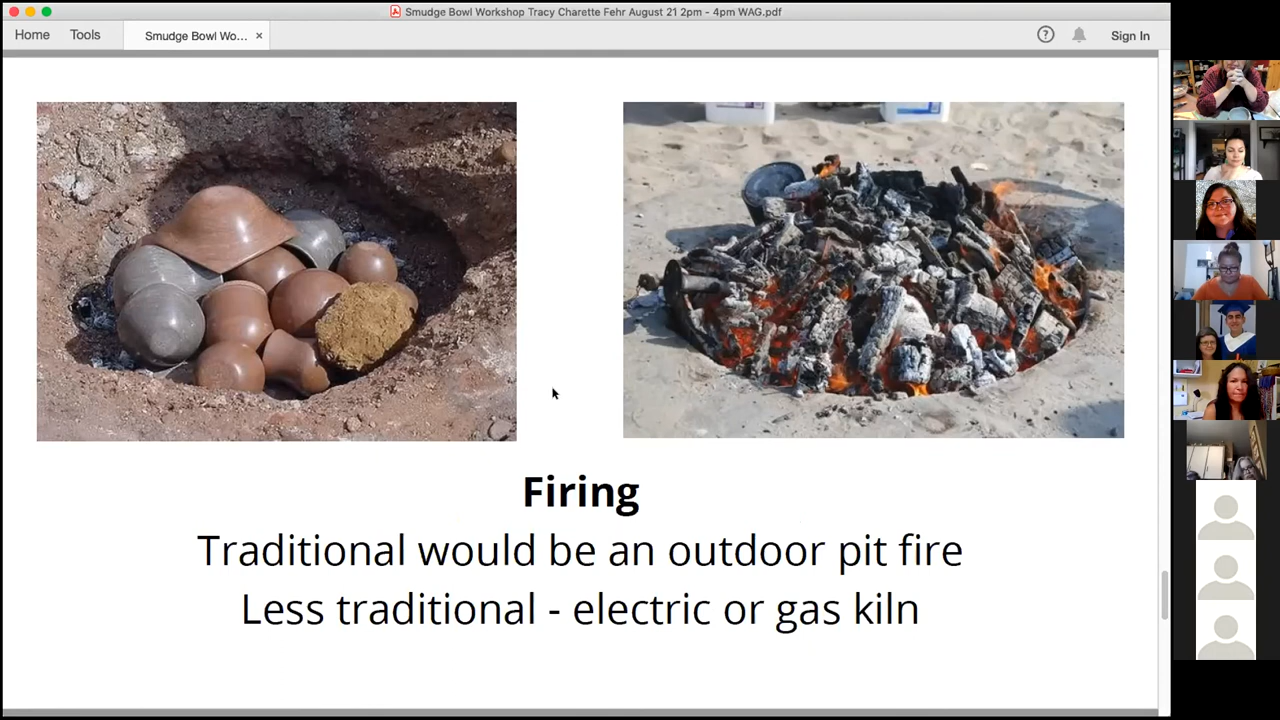 Smudge Bowl Workshop Tracy Charette Fehr August 21 2pm - 4pm WAG.pdf
Home Tools Smudge Bowl Wo... × ? Sign In
Firing
Traditional would be an outdoor pit fire
Less traditional - electric or gas kiln